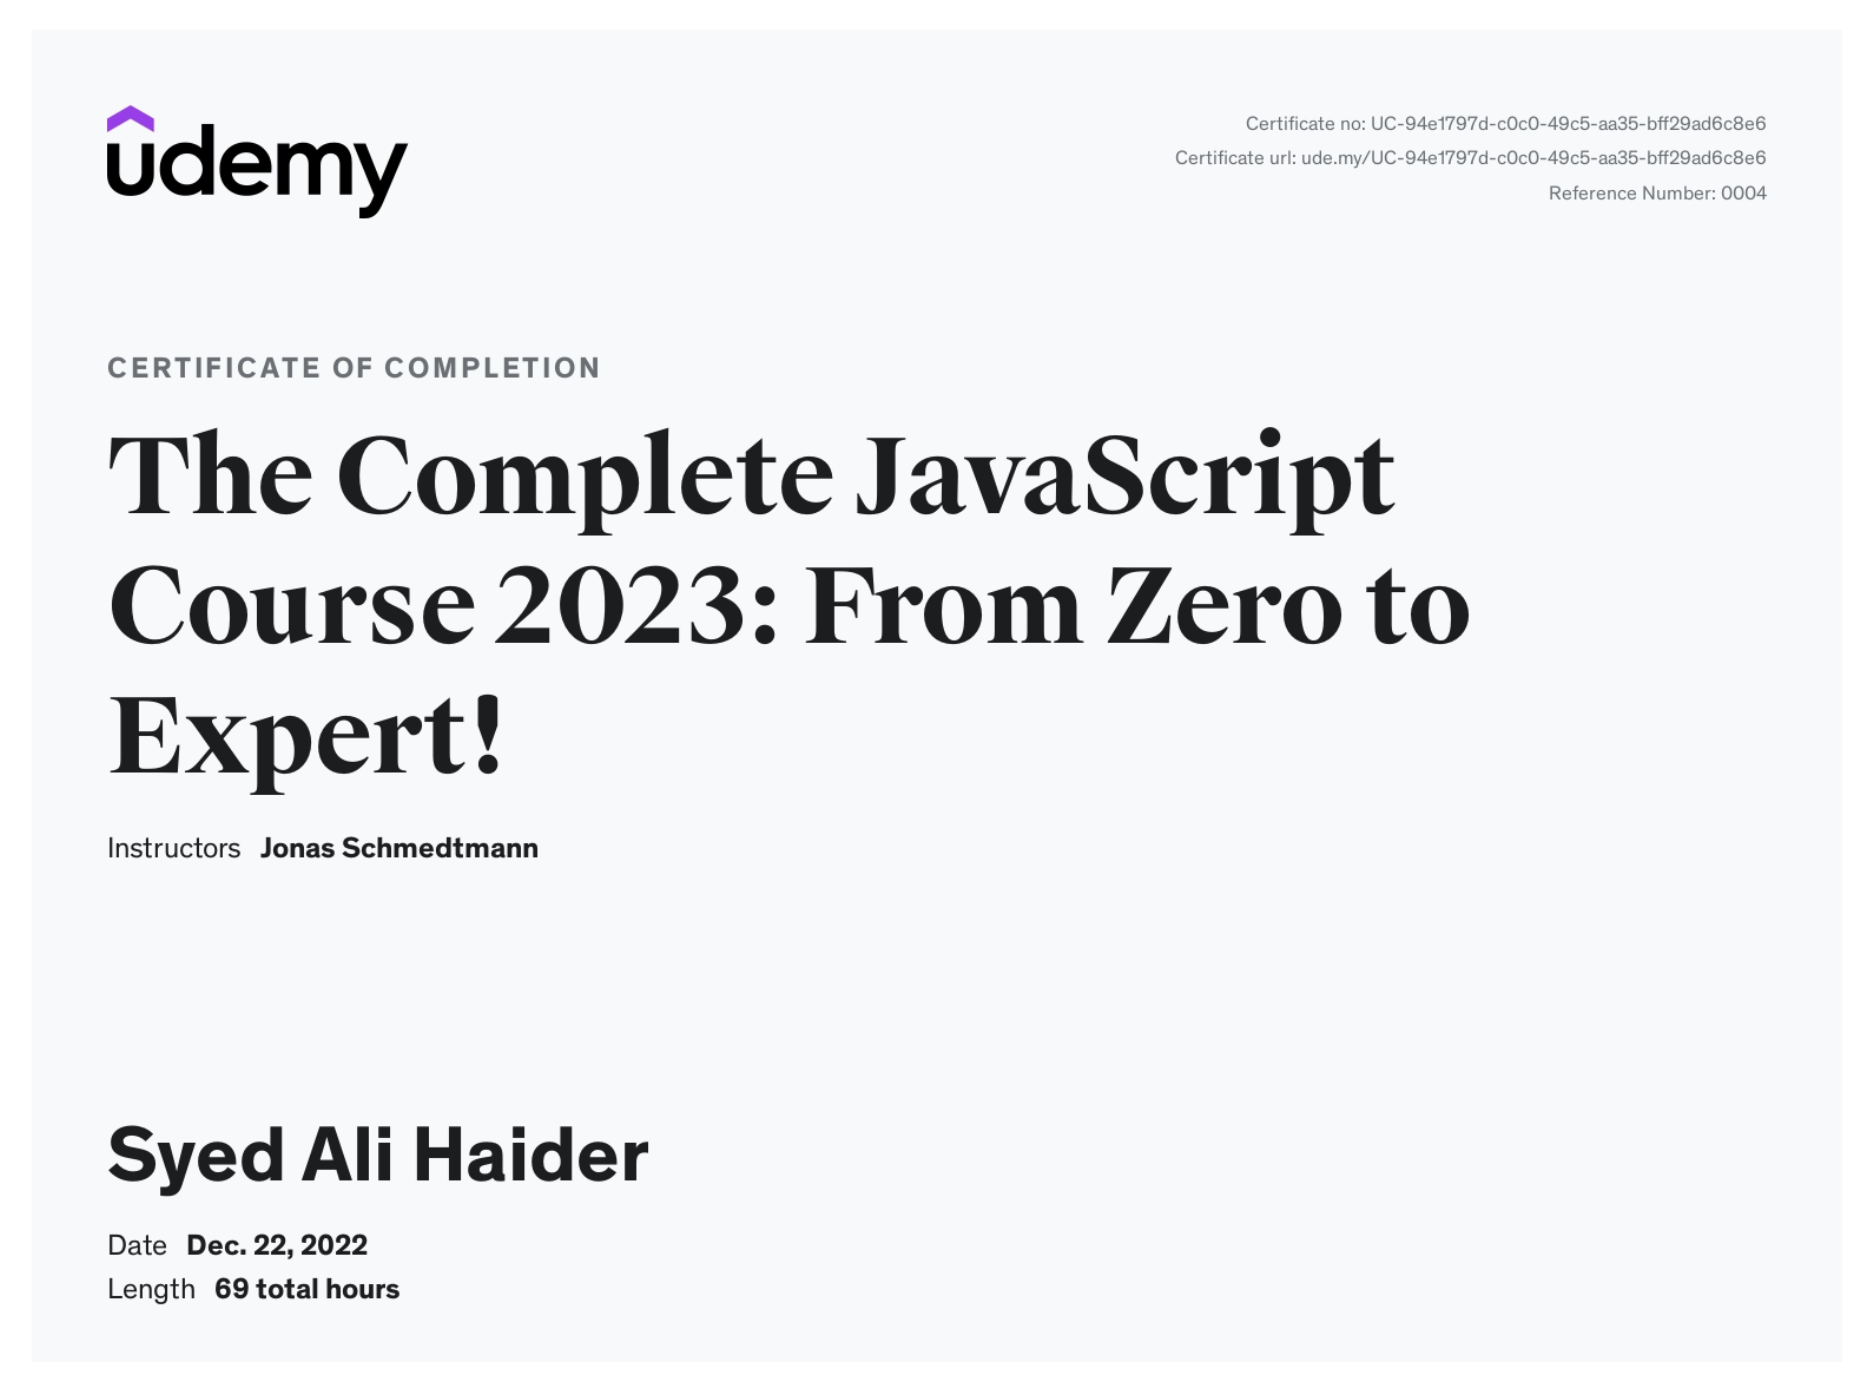 udemy
Certificate no: UC-94e1797d-c0c0-49c5-aa35-bff29ad6c8e6
Certificate url: ude.my/UC-94e1797d-c0c0-49c5-aa35-bff29ad6c8e6
Reference Number: 0004
CERTIFICATE OF COMPLETION
The Complete JavaScript
Course 2023: From Zero to
Expert!
Instructors Jonas Schmedtmann
Syed Ali Haider
Date Dec. 22, 2022
Length 69 total hours